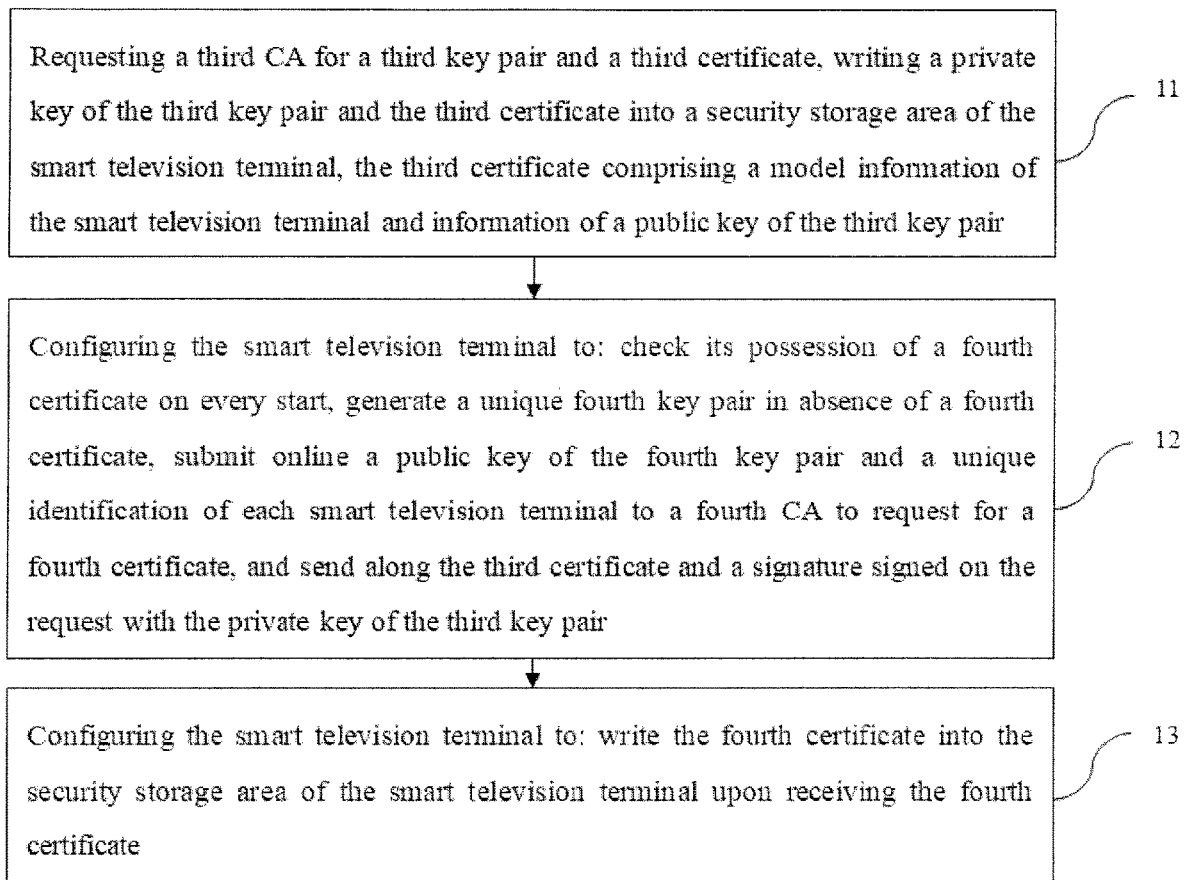 Requesting a third CA for a third key pair and a third certificate, writing a private
key of the third key pair and the third certificate into a security storage area of the
smart television terminal, the third certificate comprising a model information of
the smart television terminal and information of a public key of the third key pair
11
Configuring the smart television terminal to: check its possession of a fourth
certificate on every start, generate a unique fourth key pair in absence of a fourth
certificate, submit online a public key of the fourth key pair and a unique
identification of each smart television terminal to a fourth CA to request for a
fourth certificate, and send along the third certificate and a signature signed on the
request with the private key of the third key pair
12
Configuring the smart television terminal to: write the fourth certificate into the
security storage area of the smart television terminal upon receiving the fourth
certificate
13